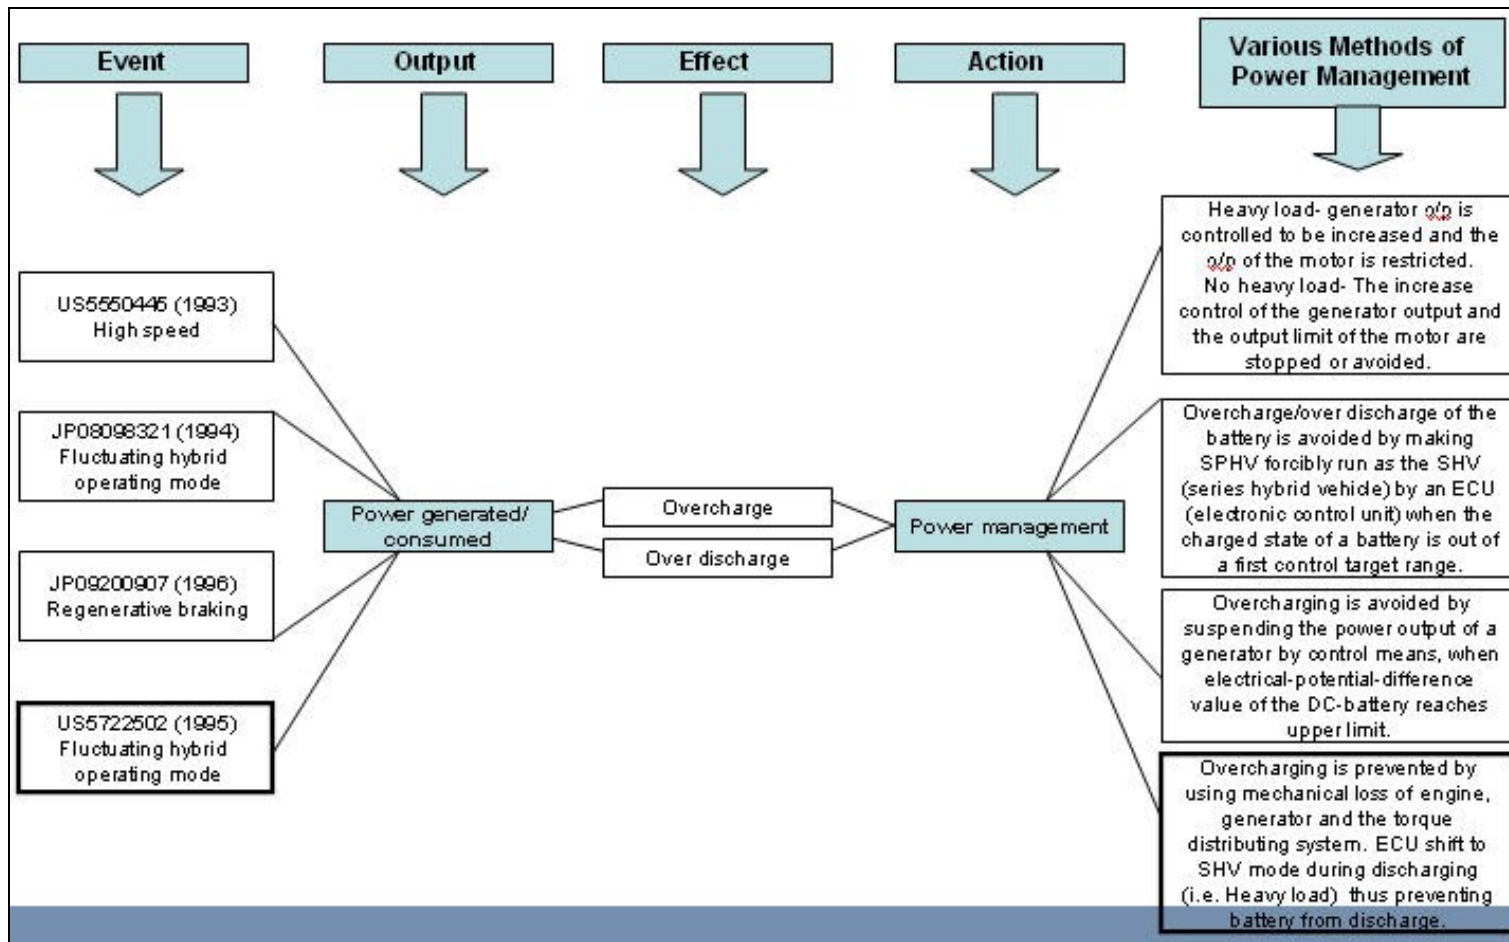 Event
Output
Effect
Action
Various Methods of
Power Management
US5550445 (1993)
High speed
JP08098321 (1994)
Fluctuating hybrid
operating mode
JP09200907 (1996)
Regenerative braking
US5722502 (1995)
Fluctuating hybrid
operating mode
Power generated/
consumed
Overcharge
Over discharge
Power management
Heavy load- generator o/p is
controlled to be increased and the
o/p of the motor is restricted.
No heavy load- The increase
control of the generator output and
the output limit of the motor are
stopped or avoided.
Overcharge/over discharge of the
battery is avoided by making
SPHV forcibly run as the SHV
(series hybrid vehicle) by an ECU
(electronic control unit) when the
charged state of a battery is out of
a first control target range.
Overcharging is avoided by
suspending the power output of a
generator by control means, when
electrical-potential-difference
value of the DC-battery reaches
upper limit.
Overcharging is prevented by
using mechanical loss of engine,
generator and the torque
distributing system. ECU shift to
SHV mode during discharging
(i.e. Heavy load) thus preventing
battery from discharge.